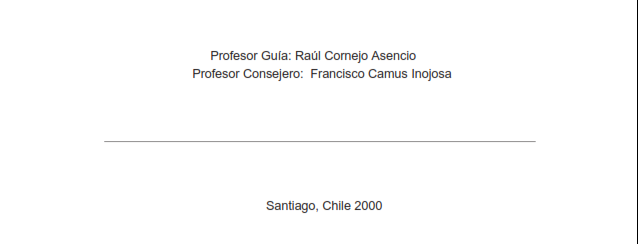 Profesor Guía: Raúl Cornejo Asencio
Profesor Consejero: Francisco Camus Inojosa
Santiago, Chile 2000